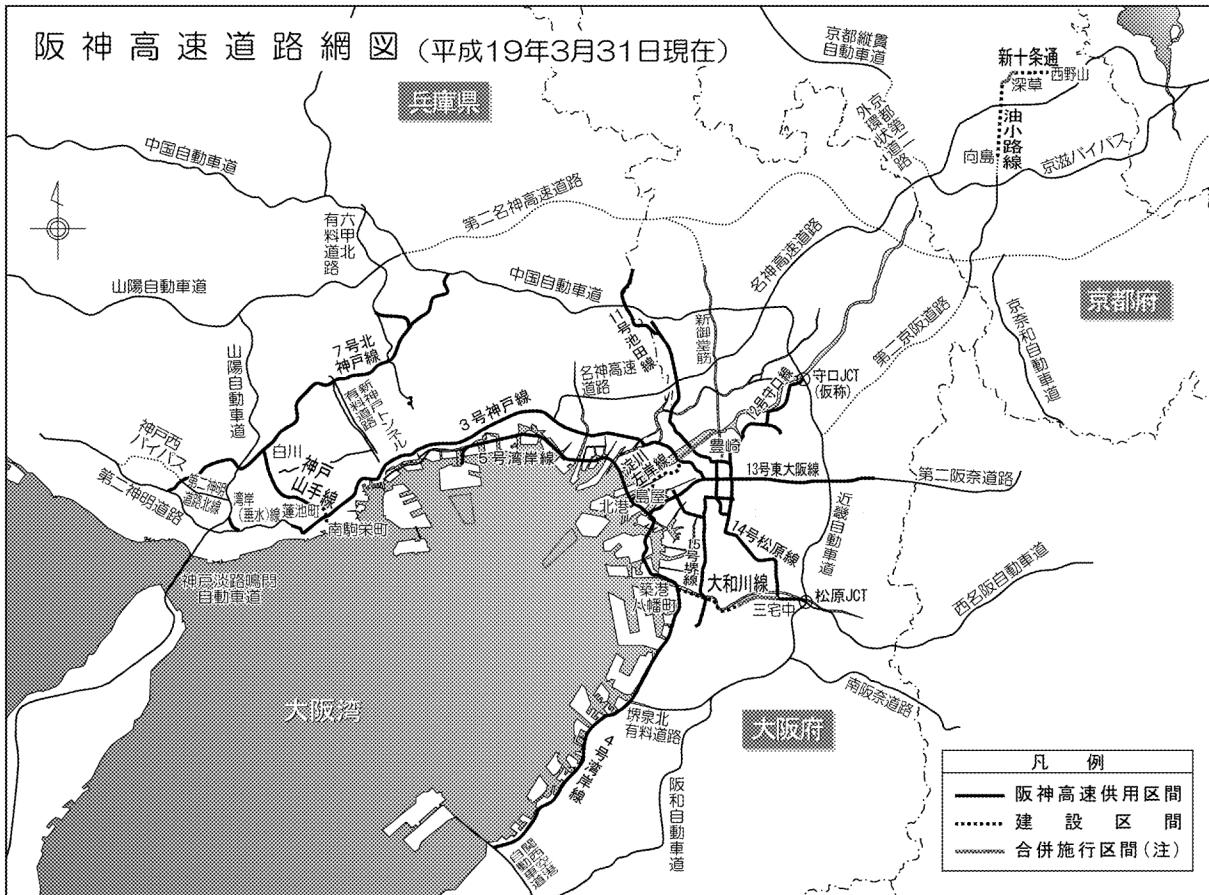 阪神高速道路網図(平成19年3月31日現在)
兵庫県
京都縦貫
自動車道
新十条通
西野山
深草
油小路線
向島
京滋バイパス
京都第二
外環状道路
中国自動車道
第二名神高速道路
六甲北
有料道路
名神高速道路
山陽自動車道
中国自動車道
京都府
11号池田線
新御堂筋
第二京阪道路
京奈和自動車道
7号北
神戸線
山陽自動車道
新神戸トンネル
有料道路
名神高速
道路
守口JCT
(仮称)
12号守口線
3号神戸線
神戸西
バイパス
白川
豊崎
5号湾岸線
淀川
左岸線
13号東大阪線
第二阪奈道路
神戸
山手線
第二神明
道路北線
島屋
北港
第二神明道路
湾岸
(垂水)線
蓮池町
南駒栄町
近畿自動車道
14号松原線
15号堺線
神戸淡路鳴門
自動車道
大和川線
築港
八幡町
三宅中
松原JCT
西名阪自動車道
南阪奈道路
大阪湾
堺泉北
有料道路
大阪府
4号湾岸線
阪和自動車道
関西空港
自動車道
凡例
阪神高速供用区間
建設区間
合併施行区間(注)